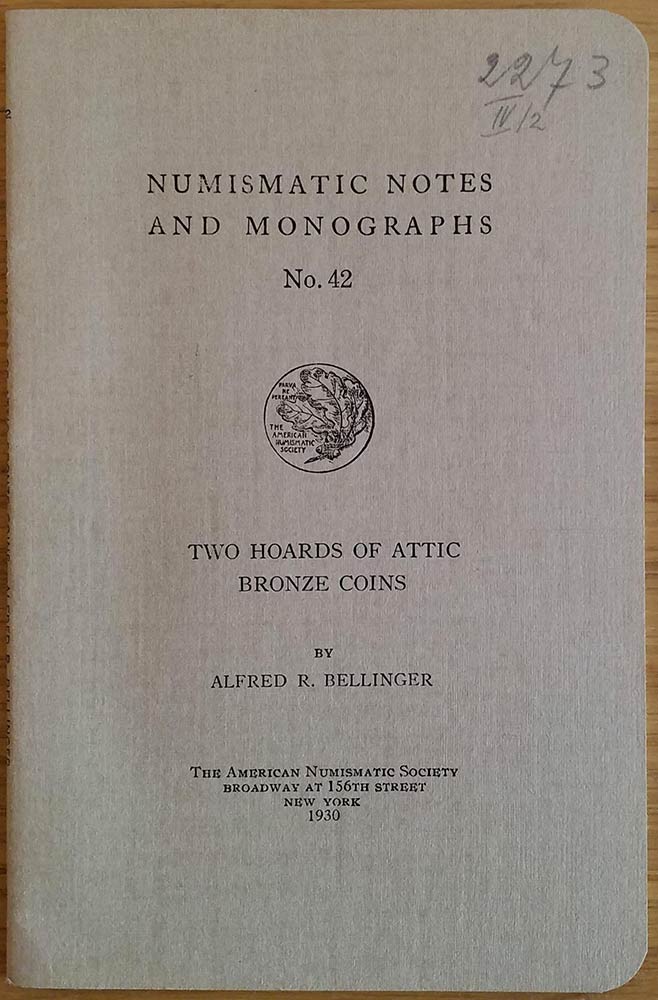 2273
IV/2
NUMISMATIC NOTES
AND MONOGRAPHS
No. 42
PARVA
NE
PEREANT
THE
AMERICAN
NUMISMATIC
SOCIETY
TWO HOARDS OF ATTIC
BRONZE COINS
BY
ALFRED R. BELLINGER
THE AMERICAN NUMISMATIC SOCIETY
BROADWAY AT 156TH STREET
NEW YORK
1930